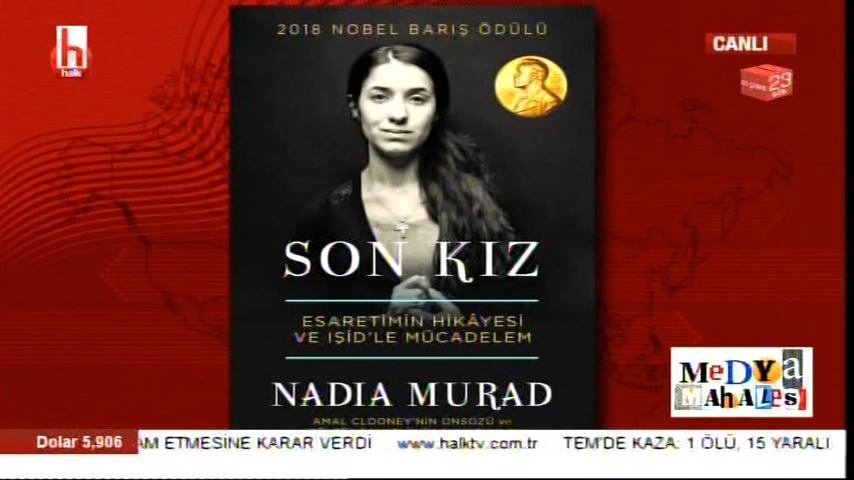 2018 NOBEL BARIŞ ÖDÜLÜ
h
halk
CANLI
23
SON KIZ
ESARETİMİN HİKÂYESİ
VE IŞİD'LE MÜCADELEM
NADIA MURAD
AMAL CLOONEY'NİN ÖNSÖZÜ ve
MeDYa
MaHaLLesi
Dolar 5,906
AM ETMESİNE KARAR VERDİ www.halktv.com.tr TEM'DE KAZA: 1 ÖLÜ, 15 YARALI